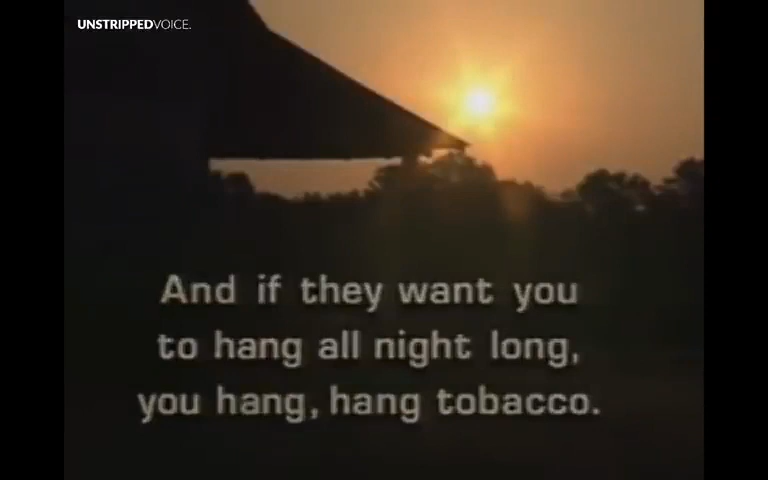 UNSTRIPPEDVOICE.
And if they want you
to hang all night long,
you hang, hang tobacco.